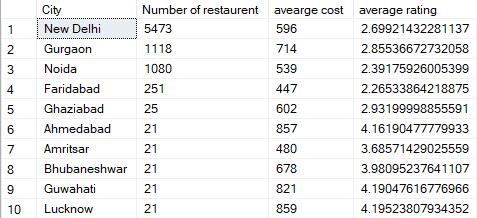 City Number of restaurent avearge cost average rating
1 New Delhi 5473 596 2.69921432281137
2 Gurgaon 1118 714 2.85536672732058
3 Noida 1080 539 2.39175926005399
4 Faridabad 251 447 2.26533864218875
5 Ghaziabad 25 602 2.93199998855591
6 Ahmedabad 21 857 4.16190477779933
7 Amritsar 21 480 3.68571429025559
8 Bhubaneshwar 21 678 3.98095237641107
9 Guwahati 21 821 4.19047616776966
10 Lucknow 21 859 4.19523807934352